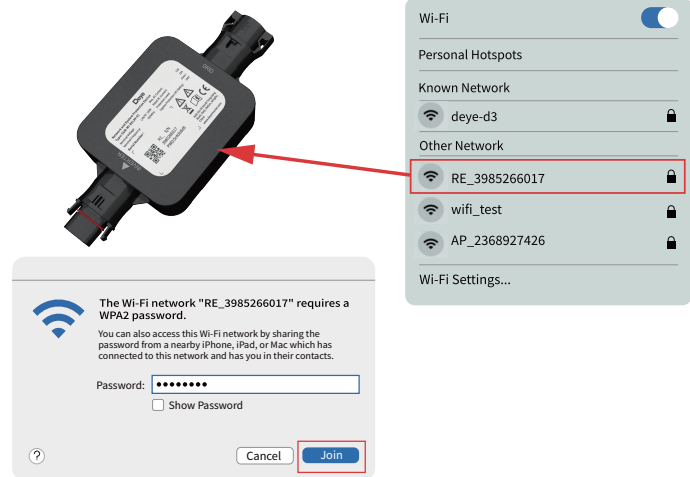 Wi-Fi
Personal Hotspots
Known Network
deye-d3
Other Network
RE_3985266017
wifi_test
AP_2368927426
Wi-Fi Settings...
GRID
Deye
The Wi-Fi network "RE_3985266017" requires a
WPA2 password.
You can also access this Wi-Fi network by sharing the
password from a nearby iPhone, iPad, or Mac which has
connected to this network and has you in their contacts.
Password:
Show Password
?
Cancel
Join